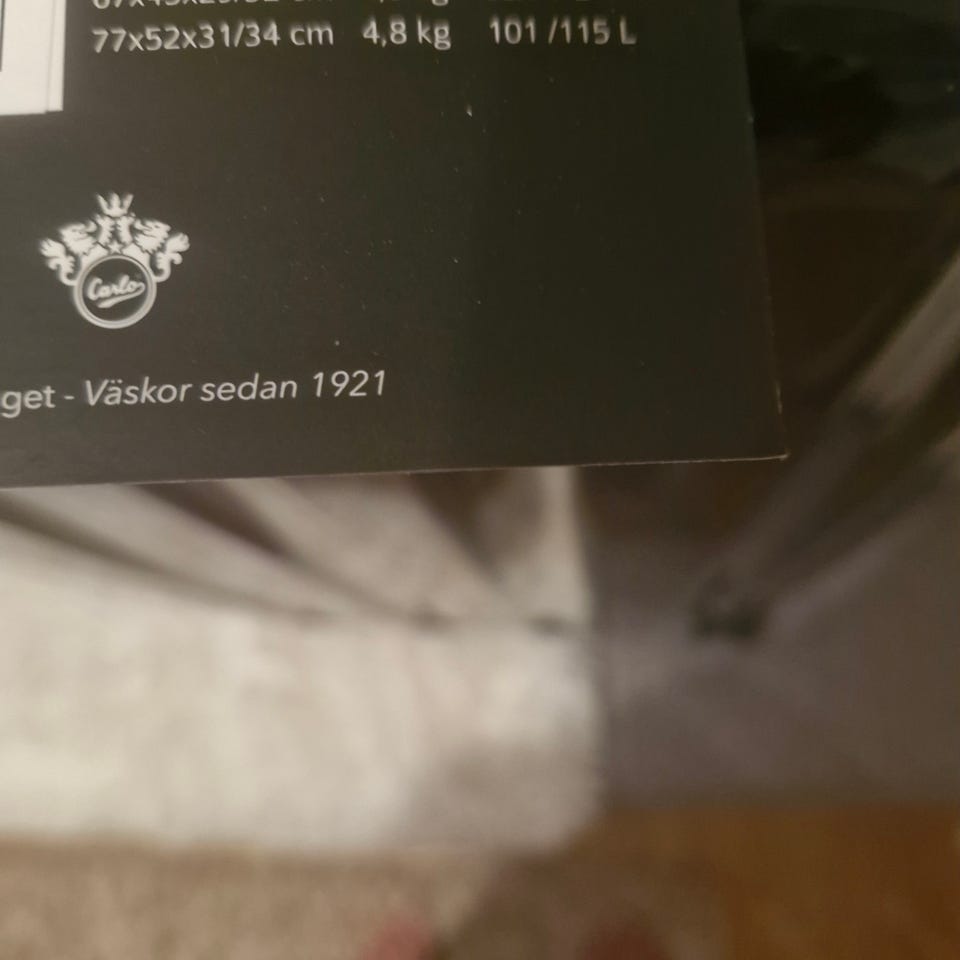 77x52x31/34 cm 4,8 kg 101 /115 L
Carlo
get - Väskor sedan 1921